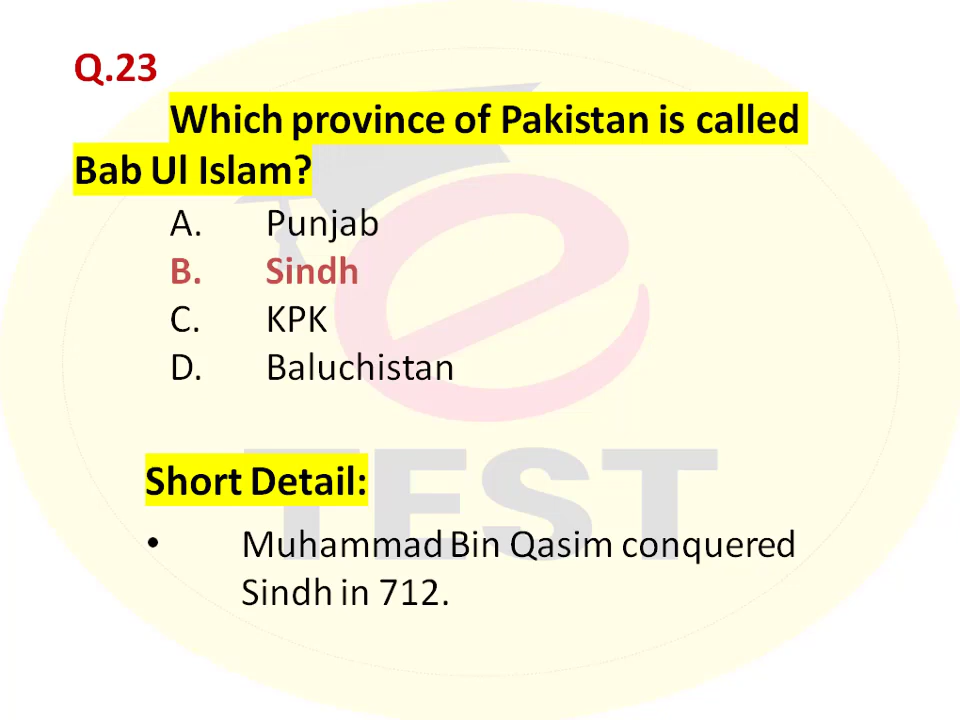 Q.23
Which province of Pakistan is called
Bab Ul Islam?
A. Punjab
B. Sindh
C. KPK
D. Baluchistan
Short Detail:
• Muhammad Bin Qasim conquered
Sindh in 712.
e
TEST